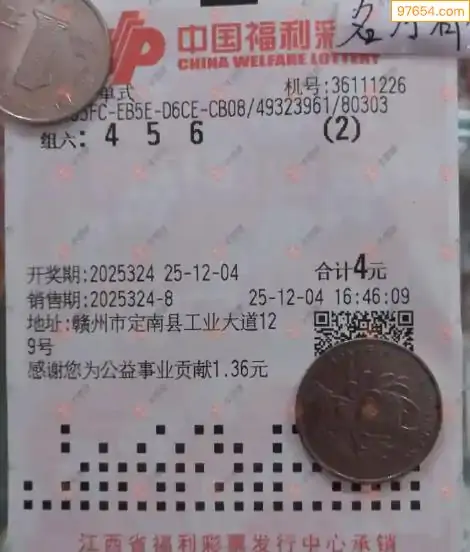 97654.com
中国福利彩
CHINA WELFARE LOTTERY
单式 机号:36111226
5FC-EB5E-D6CE-CB08/49323961/80303
组六: 4 5 6 (2)
开奖期:2025324 25-12-04 合计4元
销售期:2025324-8 25-12-04 16:46:09
地址:赣州市定南县工业大道12
9号
感谢您为公益事业贡献1.36元
江西省福利彩票发行中心承销